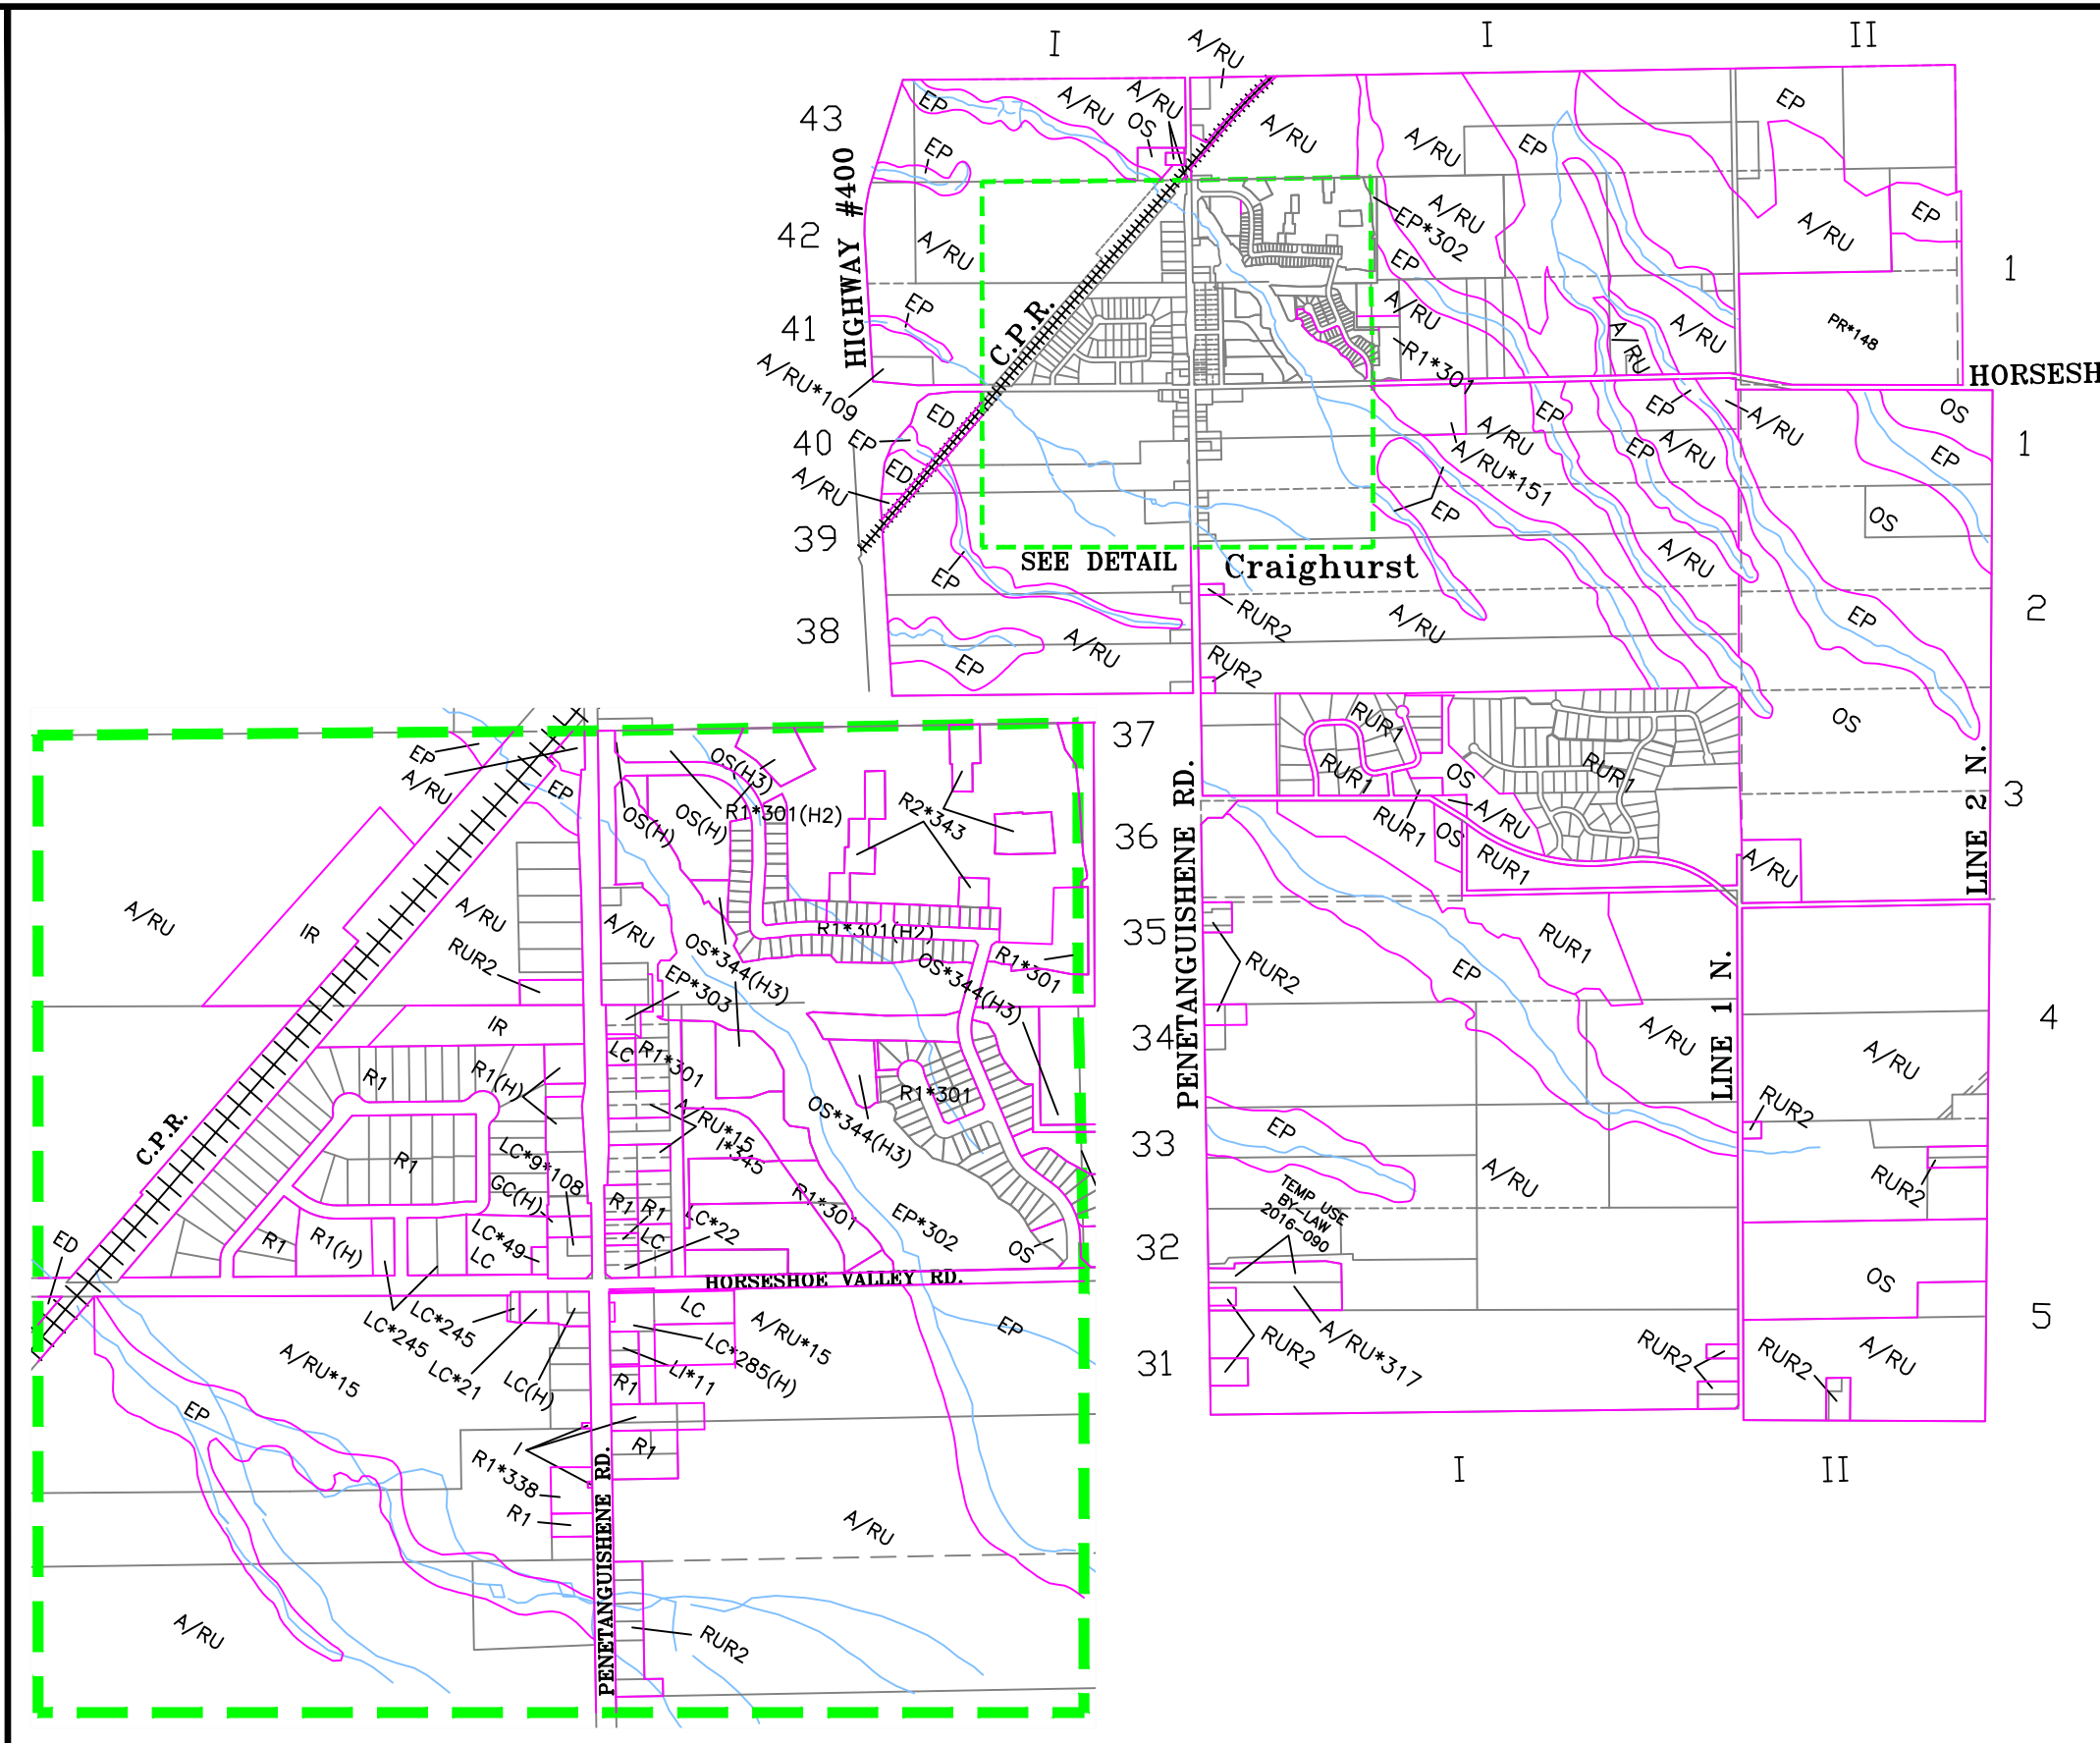 I
I
II
A/RU
43
EP
A/RU
A/RU
OS
A/RU
A/RU
EP
EP
EP
HIGHWAY #400
42
A/RU
A/RU
EP*302
EP
A/RU
EP
1
41
EP
C.P.R.
A/RU
A/RU
A/RU
PR*148
R1*301
A/RU*109
HORSESH
40
EP
ED
ED
A/RU
EP
EP
A/RU
OS
A/RU
A/RU*151
EP
A/RU
EP
1
39
EP
EP
OS
A/RU
SEE DETAIL
Craighurst
38
EP
A/RU
RUR2
RUR2
A/RU
EP
2
OS
37
RUR1
RUR1
OS
RUR1
A/RU
RUR1
OS
RUR1
3
36
PENETANGUISHENE RD.
A/RU
LINE 2 N.
35
RUR2
RUR1
EP
LINE 1 N.
34
A/RU
4
A/RU
33
EP
A/RU
RUR2
RUR2
32
TEMP USE
BY-LAW
2016-090
OS
31
RUR2
A/RU*317
RUR2
RUR2
A/RU
5
I
II
EP
A/RU
EP
OS(H)
OS(H3)
OS(H)
R1*301(H2)
R2*343
A/RU
IR
A/RU
RUR2
A/RU
OS*344(H3)
R1*301(H2)
OS*344(H3)
R1*301
EP*303
IR
LC
R1*301
R1
R1(H)
C.P.R.
R1
LC*9*108
GC(H)
A/RU*15
I*345
OS*344(H3)
R1*301
R1
R1
R1*301
EP*302
ED
R1
R1(H)
LC*49
LC
LC
LC*22
OS
HORSESHOE VALLEY RD.
LC*245
LC*245
LC*21
LC(H)
LC
LC*285(H)
LI*11
A/RU*15
EP
A/RU*15
R1
EP
I
R1
R1*338
R1
PENETANGUISHENE RD.
A/RU
A/RU
RUR2